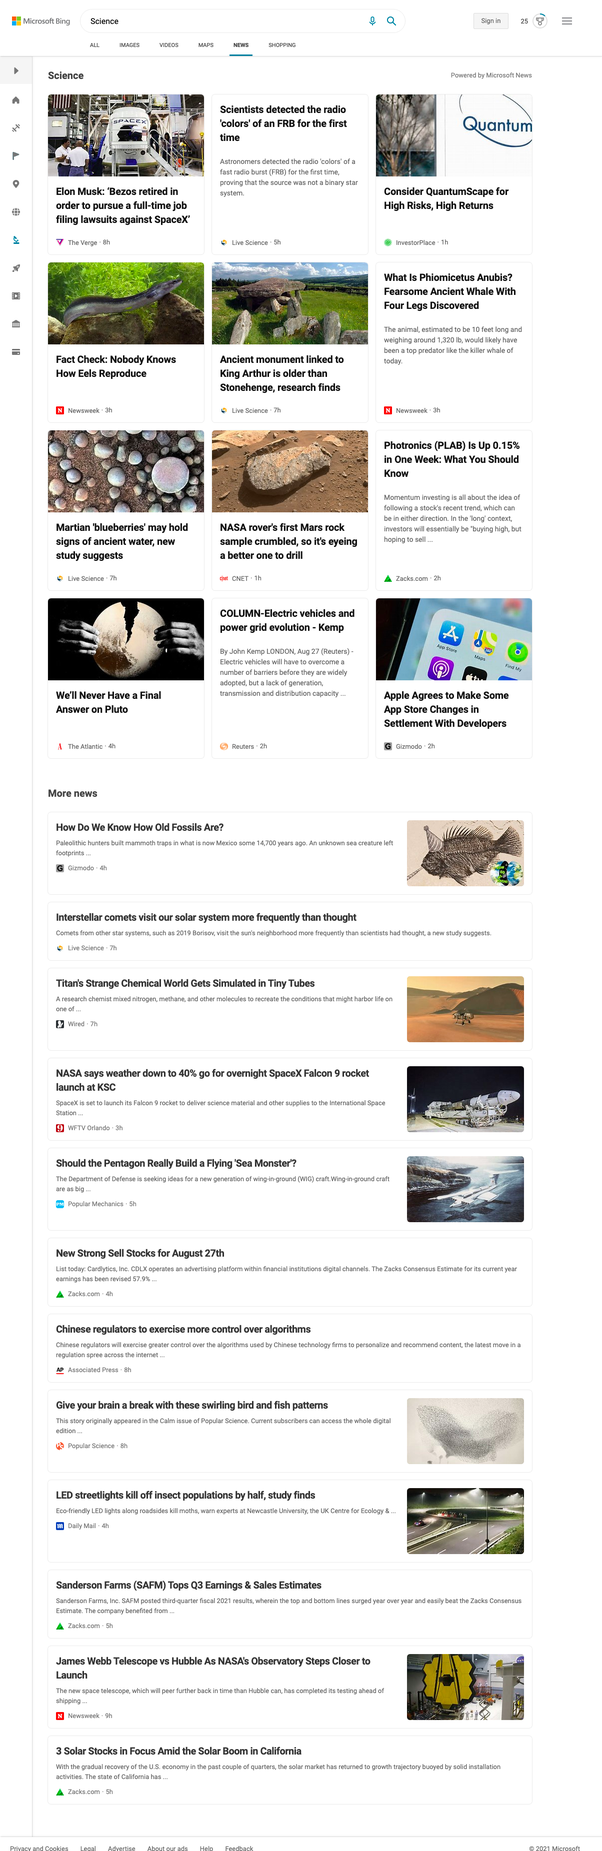 Microsoft Bing
Science
Sign in
25
ALL
IMAGES
VIDEOS
MAPS
NEWS
SHOPPING
Science
Powered by Microsoft News
SPACEX
Elon Musk: ‘Bezos retired in
order to pursue a full-time job
filing lawsuits against SpaceX’
The Verge · 8h
Scientists detected the radio
'colors' of an FRB for the first
time
Astronomers detected the radio 'colors' of a
fast radio burst (FRB) for the first time,
proving that the source was not a binary star
system.
Live Science · 5h
Quantum
Consider QuantumScape for
High Risks, High Returns
InvestorPlace · 1h
Fact Check: Nobody Knows
How Eels Reproduce
Newsweek · 3h
Ancient monument linked to
King Arthur is older than
Stonehenge, research finds
Live Science · 7h
What Is Phiomicetus Anubis?
Fearsome Ancient Whale With
Four Legs Discovered
The animal, estimated to be 10 feet long and
weighing around 1,320 lb, would likely have
been a top predator like the killer whale of
today.
Newsweek · 3h
Martian 'blueberries' may hold
signs of ancient water, new
study suggests
Live Science · 7h
NASA rover's first Mars rock
sample crumbled, so it's eyeing
a better one to drill
CNET · 1h
Photronics (PLAB) Is Up 0.15%
in One Week: What You Should
Know
Momentum investing is all about the idea of
following a stock's recent trend, which can
be in either direction. In the 'long' context,
investors will essentially be "buying high, but
hoping to sell ...
Zacks.com · 2h
We'll Never Have a Final
Answer on Pluto
The Atlantic · 4h
COLUMN-Electric vehicles and
power grid evolution - Kemp
By John Kemp LONDON, Aug 27 (Reuters) -
Electric vehicles will have to overcome a
number of barriers before they are widely
adopted, but a lack of generation,
transmission and distribution capacity ...
Reuters · 2h
App Store
Maps
Find My
Apple Agrees to Make Some
App Store Changes in
Settlement With Developers
Gizmodo · 2h
More news
How Do We Know How Old Fossils Are?
Paleolithic hunters built mammoth traps in what is now Mexico some 14,700 years ago. An unknown sea creature left
footprints ...
Gizmodo · 4h
Interstellar comets visit our solar system more frequently than thought
Comets from other star systems, such as 2019 Borisov, visit the sun's neighborhood more frequently than scientists had thought, a new study suggests.
Live Science · 7h
Titan's Strange Chemical World Gets Simulated in Tiny Tubes
A research chemist mixed nitrogen, methane, and other molecules to recreate the conditions that might harbor life on
one of ...
Wired · 7h
NASA says weather down to 40% go for overnight SpaceX Falcon 9 rocket
launch at KSC
SpaceX is set to launch its Falcon 9 rocket to deliver science material and other supplies to the International Space
Station ...
WFTV Orlando · 3h
Should the Pentagon Really Build a Flying 'Sea Monster'?
The Department of Defense is seeking ideas for a new generation of wing-in-ground (WIG) craft.Wing-in-ground craft
are as big ...
Popular Mechanics · 5h
New Strong Sell Stocks for August 27th
List today: Cardlytics, Inc. CDLX operates an advertising platform within financial institutions digital channels. The Zacks Consensus Estimate for its current year
earnings has been revised 57.9% ...
Zacks.com · 4h
Chinese regulators to exercise more control over algorithms
Chinese regulators will exercise greater control over the algorithms used by Chinese technology firms to personalize and recommend content, the latest move in a
regulation spree across the internet ...
AP
Associated Press · 8h
Give your brain a break with these swirling bird and fish patterns
This story originally appeared in the Calm issue of Popular Science. Current subscribers can access the whole digital
edition ...
Popular Science · 8h
LED streetlights kill off insect populations by half, study finds
Eco-friendly LED lights along roadsides kill moths, warn experts at Newcastle University, the UK Centre for Ecology & ...
Daily Mail · 4h
Sanderson Farms (SAFM) Tops Q3 Earnings & Sales Estimates
Sanderson Farms, Inc. SAFM posted third-quarter fiscal 2021 results, wherein the top and bottom lines surged year over year and easily beat the Zacks Consensus
Estimate. The company benefited from ...
Zacks.com · 5h
James Webb Telescope vs Hubble As NASA's Observatory Steps Closer to
Launch
The new space telescope, which will peer further back in time than Hubble can, has completed its testing ahead of
shipping ...
Newsweek · 9h
3 Solar Stocks in Focus Amid the Solar Boom in California
With the gradual recovery of the U.S. economy in the past couple of quarters, the solar market has returned to growth trajectory buoyed by solid installation
activities. The state of California has ...
Zacks.com · 5h
Privacy and Cookies
Legal
Advertise
About our ads
Help
Feedback
© 2021 Microsoft